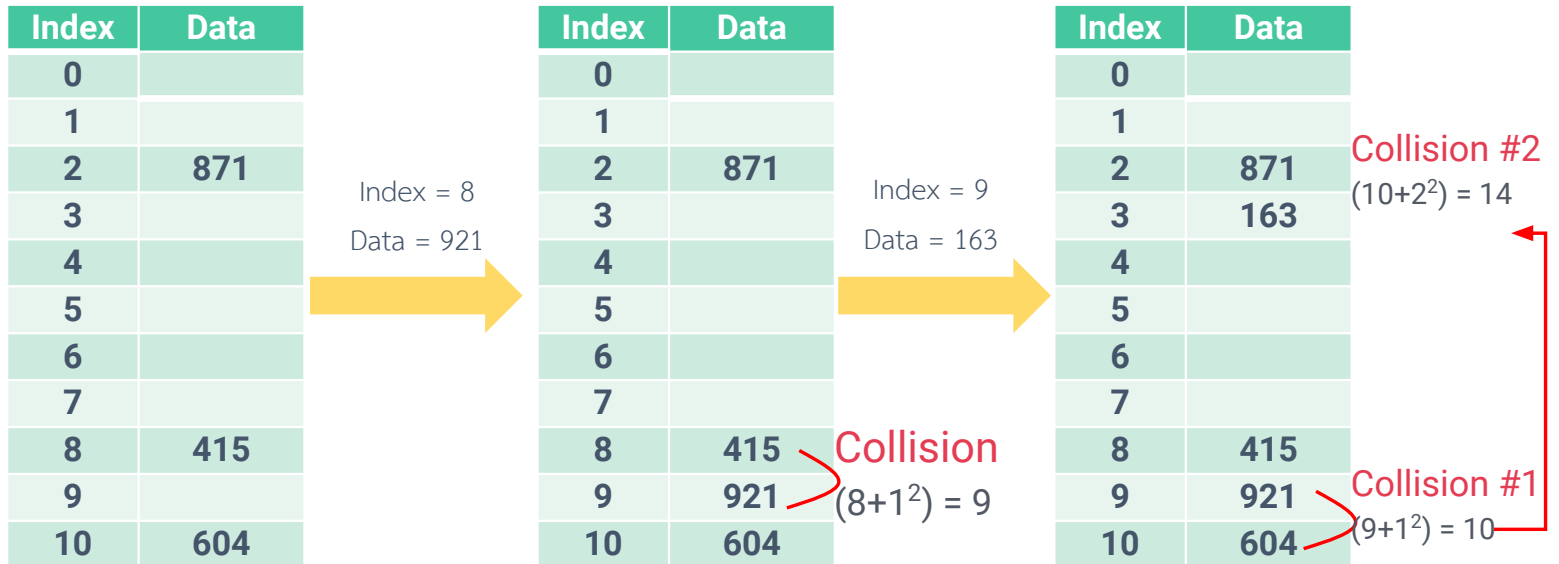 Index Data
0
1
2 871
3
4
5
6
7
8 415
9
10 604
Index = 8
Data = 921
Index Data
0
1
2 871
3
4
5
6
7
8 415
9 921
10 604
Collision
(8+1²) = 9
Index = 9
Data = 163
Index Data
0
1
2 871
3 163
4
5
6
7
8 415
9 921
10 604
Collision #2
(10+2²) = 14
Collision #1
(9+1²) = 10